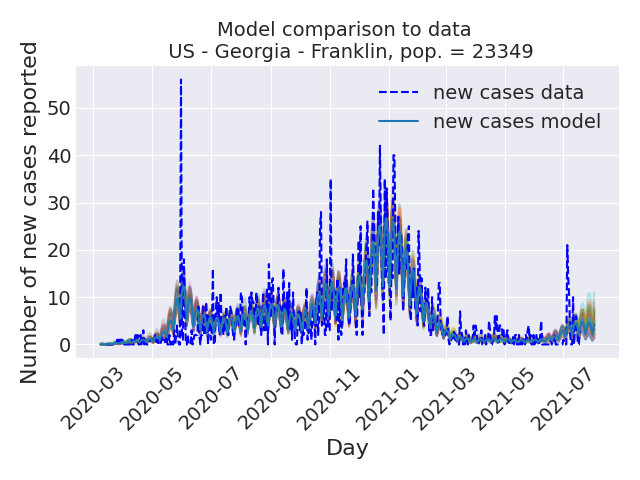 Model comparison to data
US - Georgia - Franklin, pop. = 23349
Number of new cases reported
50
40
30
20
10
0
new cases data
new cases model
2020-03
2020-05
2020-07
2020-09
2020-11
2021-01
2021-03
2021-05
2021-07
Day